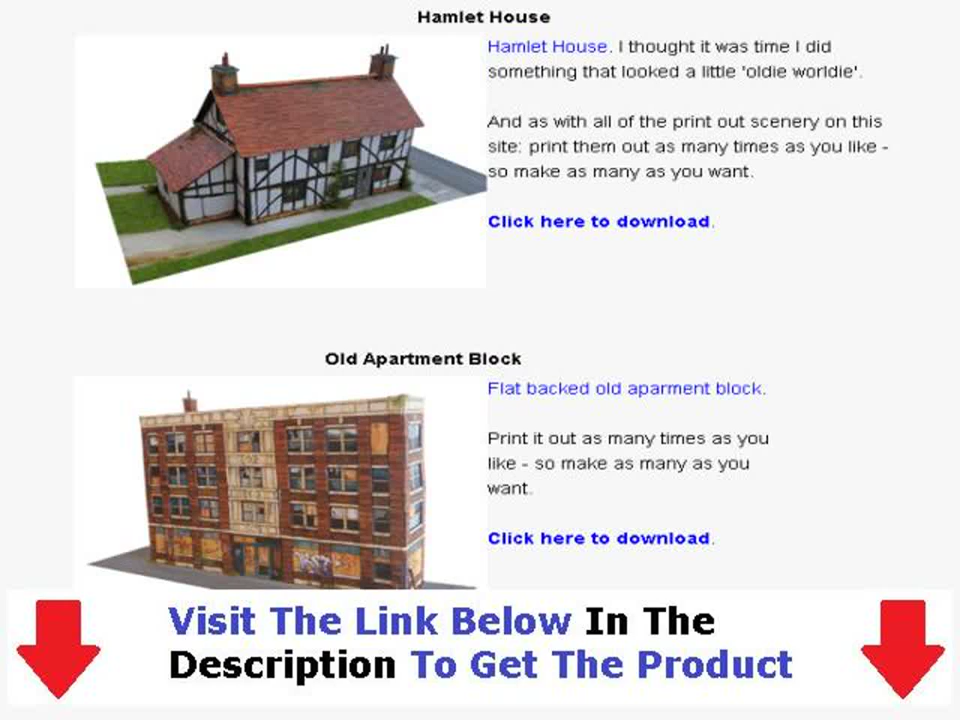 Hamlet House
Hamlet House. I thought it was time I did
something that looked a little 'oldie worldie'.
And as with all of the print out scenery on this
site: print them out as many times as you like -
so make as many as you want.
Click here to download.
Old Apartment Block
Flat backed old aparment block.
Print it out as many times as you
like - so make as many as you
want.
Click here to download.
Visit The Link Below In The
Description To Get The Product